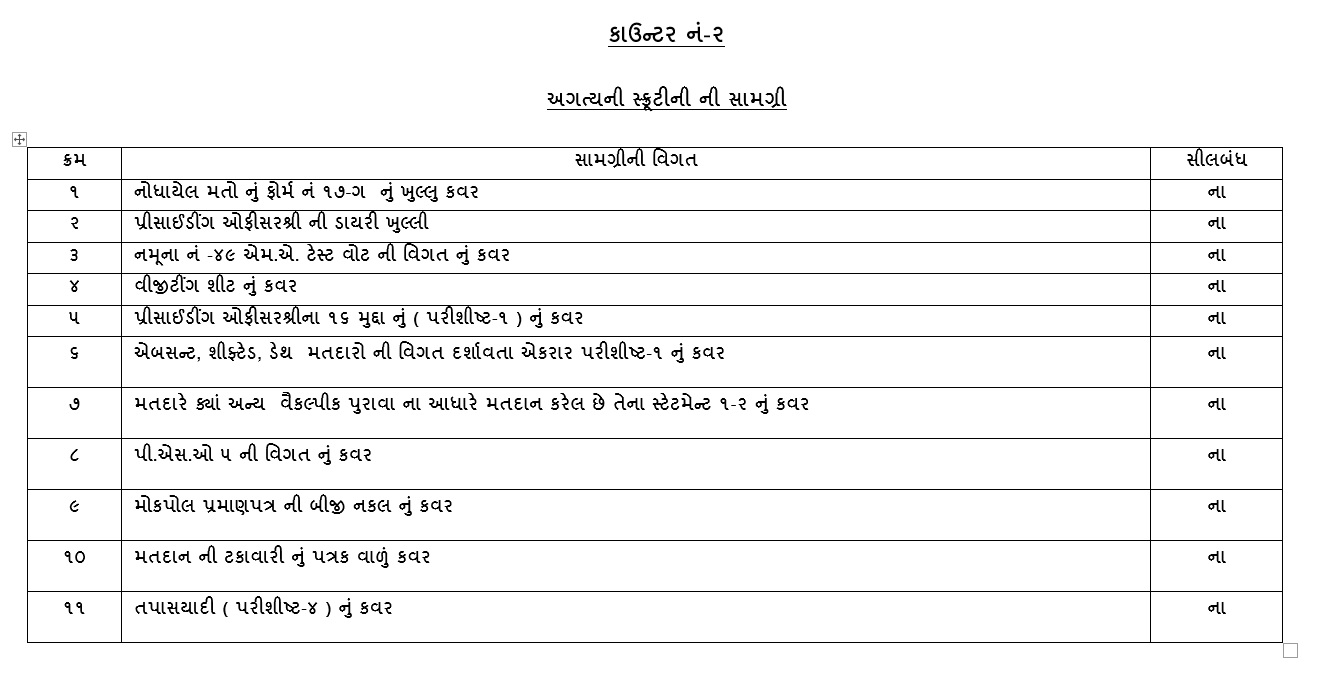 કાઉન્ટર નં-૨
અગત્યની સ્ક્રૂટીની ની સામગ્રી
ક્રમ સામગ્રીની વિગત સીલબંધ
૧ નોધાયેલ મતો નું ફોર્મ નં ૧૭-ગ નું ખુલ્લુ કવર ના
૨ પ્રીસાઈડીંગ ઓફીસરશ્રી ની ડાયરી ખુલ્લી ના
૩ નમૂના નં -૪૯ એમ.એ. ટેસ્ટ વોટ ની વિગત નું કવર ના
૪ વીજીટીંગ શીટ નું કવર ના
૫ પ્રીસાઈડીંગ ઓફીસરશ્રીના ૧૬ મુદ્દા નું ( પરીશીષ્ટ-૧ ) નું કવર ના
૬ એબસન્ટ, શીફ્ટેડ, ડેથ મતદારો ની વિગત દર્શાવતા એકરાર પરીશીષ્ટ-૧ નું કવર ના
૭ મતદારે ક્યાં અન્ય વૈકલ્પીક પુરાવા ના આધારે મતદાન કરેલ છે તેના સ્ટેટમેન્ટ ૧-૨ નું કવર ના
૮ પી.એસ.ઓ ૫ ની વિગત નું કવર ના
૯ મોકપોલ પ્રમાણપત્ર ની બીજી નકલ નું કવર ના
૧૦ મતદાન ની ટકાવારી નું પત્રક વાળું કવર ના
૧૧ તપાસયાદી ( પરીશીષ્ટ-૪ ) નું કવર ના